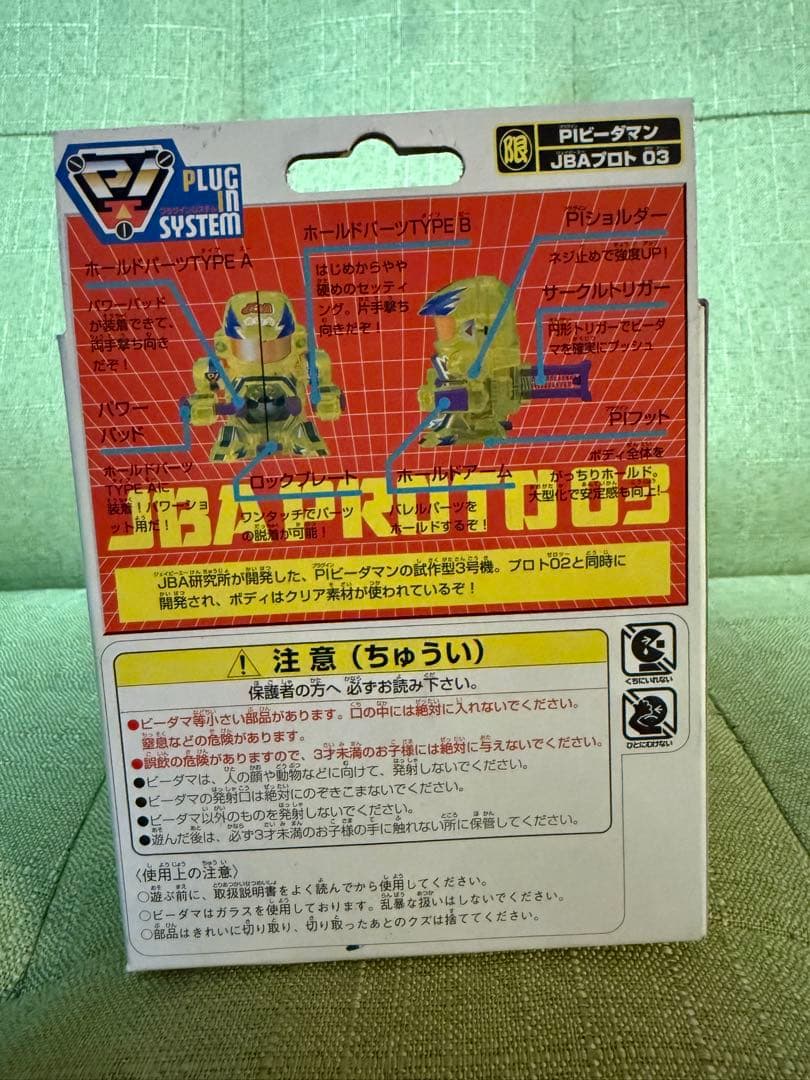 PI
PLUG
IN
SYSTEM
プラグインシステム
限
PIビーダマン
JBAプロト 03
ホールドパーツTYPE A
パワーパッド
が装着できて、
両手撃ち向き
だぞ！
ホールドパーツTYPE B
はじめからやや
硬めのセッティ
ング。片手撃ち
向きだぞ！
PIショルダー
ネジ止めで強度UP！
サークルトリガー
円形トリガーでビーダ
マを確実にプッシュ
パワー
パッド
ホールドパーツ
TYPE Aに
装着！パワーショ
ット用だ！
ロックプレート
ワンタッチでパーツ
の脱着が可能！
ホールドアーム
バレルパーツを
ホールドするぞ！
PIフット
ボディ全体を
がっちりホールド。
大型化で安定感も向上！
JBA PROTO 03
JBA研究所が開発した、PIビーダマンの試作型3号機。プロト02と同時に
開発され、ボディはクリア素材が使われているぞ！
注意（ちゅうい）
保護者の方へ 必ずお読み下さい。
●ビーダマ等小さい部品があります。口の中には絶対に入れないでください。
窒息などの危険があります。
●誤飲の危険がありますので、3才未満のお子様には絶対に与えないでください。
●ビーダマは、人の顔や動物などに向けて、発射しないでください。
●ビーダマの発射口は絶対にのぞきこまないでください。
●ビーダマ以外のものを発射しないでください。
●遊んだ後は、必ず3才未満のお子様の手に触れない所に保管してください。
くちにいれない
ひとにむけない
〈使用上の注意〉
○遊ぶ前に、取扱説明書をよく読んでから使用してください。
○ビーダマはガラスを使用しております。乱暴な扱いはしないでください。
○部品はきれいに切り取り、切り取ったあとのクズは捨ててください。